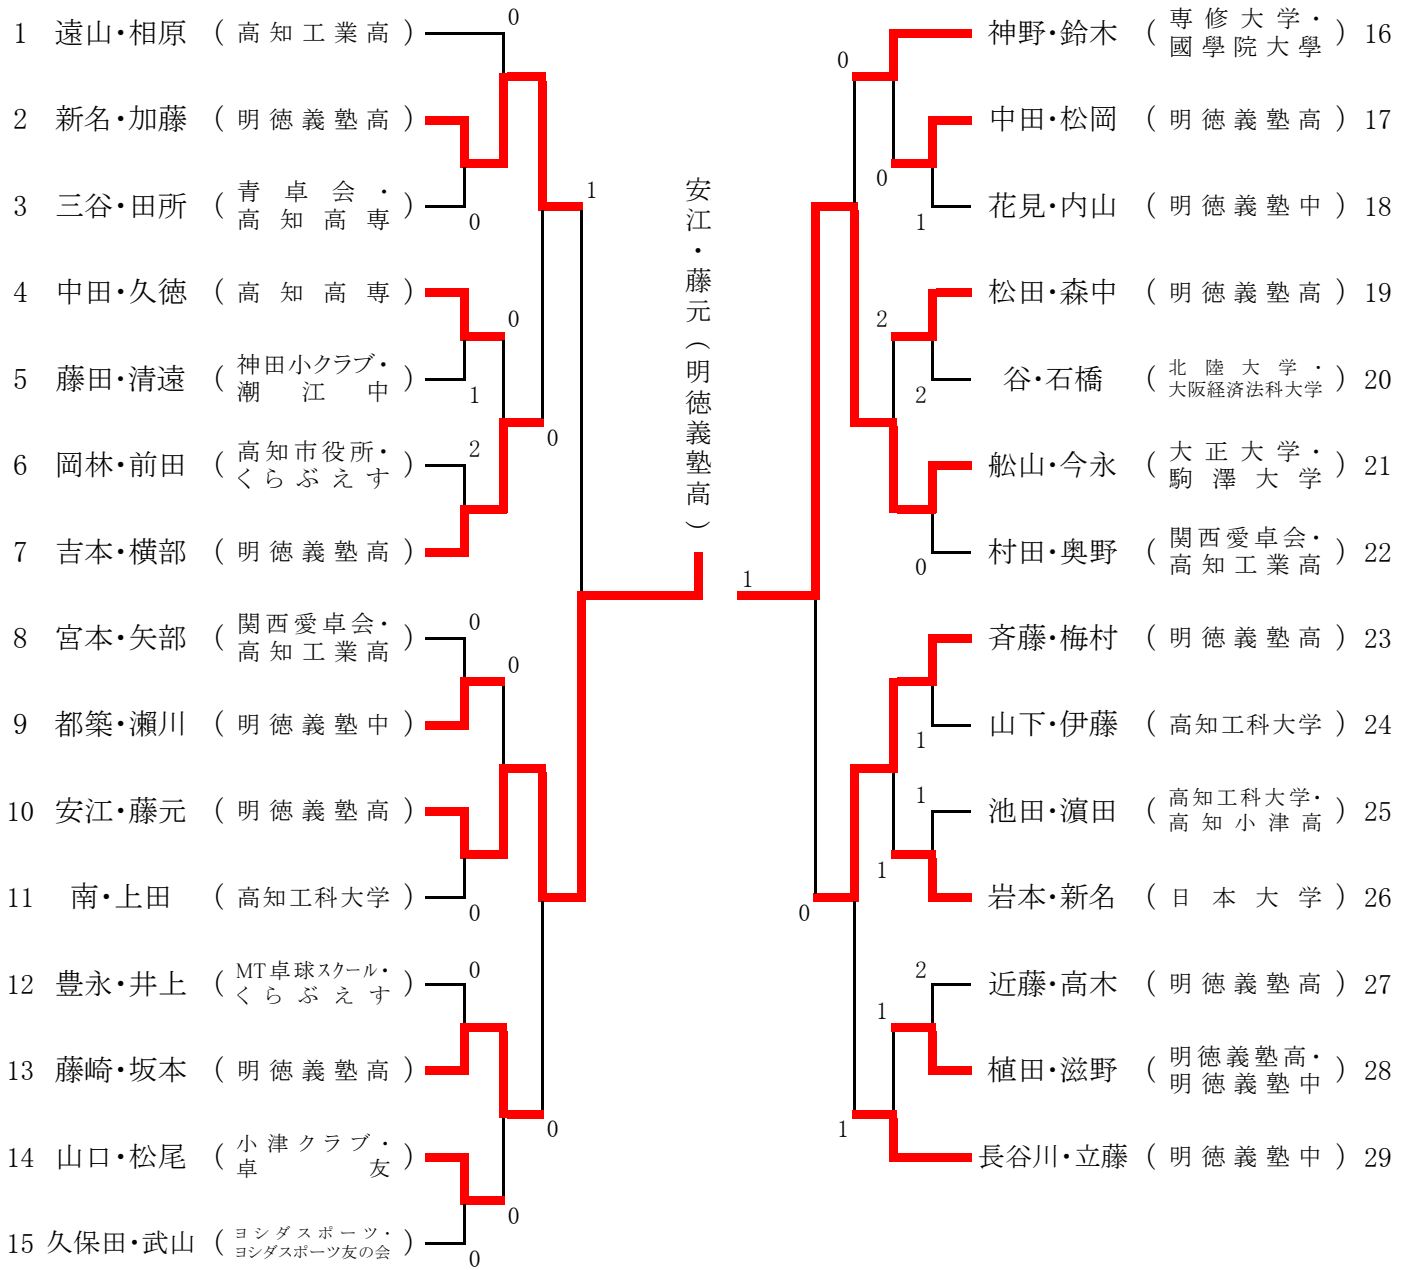 1 遠山・相原 ( 高知工業高 ) 0
2 新名・加藤 ( 明徳義塾高 )
3 三谷・田所 ( 青卓会・
高知高専 ) 0
1
4 中田・久徳 ( 高知高専 ) 0
5 藤田・清遠 ( 神田小クラブ・
潮江中 ) 1
6 岡林・前田 ( 高知市役所・
くらぶえす ) 2
0
7 吉本・横部 ( 明徳義塾高 )
8 宮本・矢部 ( 関西愛卓会・
高知工業高 ) 0
0
9 都築・瀬川 ( 明徳義塾中 )
10 安江・藤元 ( 明徳義塾高 )
11 南・上田 ( 高知工科大学 ) 0
12 豊永・井上 ( MT卓球スクール・
くらぶえす ) 0
13 藤崎・坂本 ( 明徳義塾高 )
0
14 山口・松尾 ( 小津クラブ・
卓友 )
0
15 久保田・武山 ( ヨシダスポーツ・
ヨシダスポーツ友の会 ) 0
安江・藤元(明徳義塾高)
1
0
神野・鈴木 ( 専修大学・
國學院大學 ) 16
中田・松岡 ( 明徳義塾高 ) 17
0
花見・内山 ( 明徳義塾中 ) 18
1
松田・森中 ( 明徳義塾高 ) 19
2
谷・石橋 ( 北陸大学・
大阪経済法科大学 ) 20
2
舩山・今永 ( 大正大学・
駒澤大学 ) 21
村田・奥野 ( 関西愛卓会・
高知工業高 ) 22
0
斉藤・梅村 ( 明徳義塾高 ) 23
山下・伊藤 ( 高知工科大学 ) 24
1
池田・濵田 ( 高知工科大学・
高知小津高 ) 25
1
1
岩本・新名 ( 日本大学 ) 26
0
近藤・高木 ( 明徳義塾高 ) 27
2
1
植田・滋野 ( 明徳義塾高・
明徳義塾中 ) 28
1
長谷川・立藤 ( 明徳義塾中 ) 29